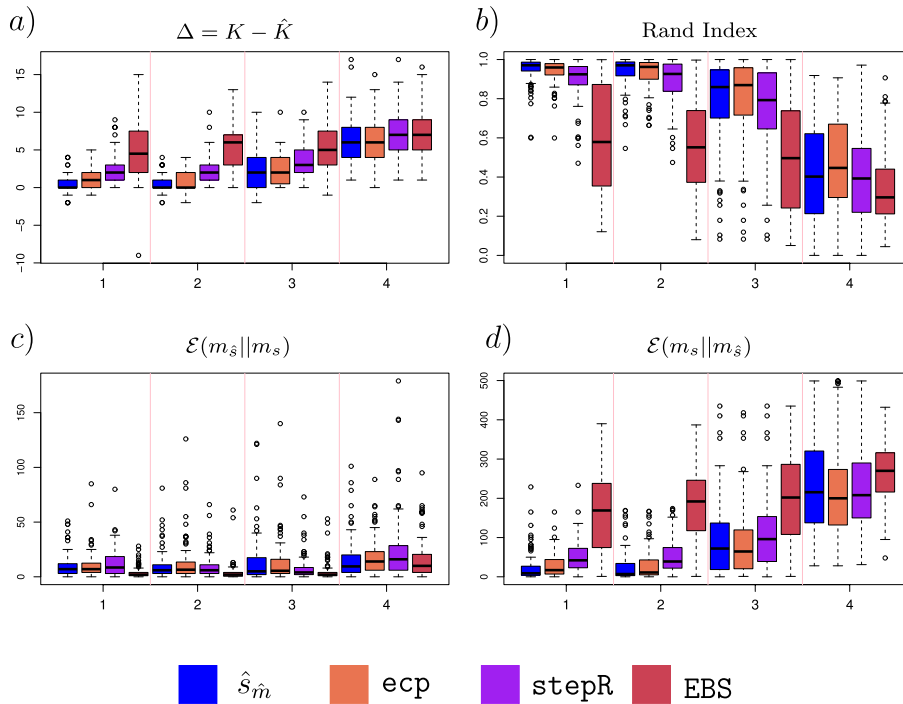 a)
Δ = K − K̂
15
10
5
0
−5
−10
1 2 3 4
b)
Rand Index
1.0
0.8
0.6
0.4
0.2
0.0
1 2 3 4
c)
ℰ(m_ŝ||m_s)
150
100
50
0
1 2 3 4
d)
ℰ(m_s||m_ŝ)
500
400
300
200
100
0
1 2 3 4
ŝ_m̂ ecp stepR EBS